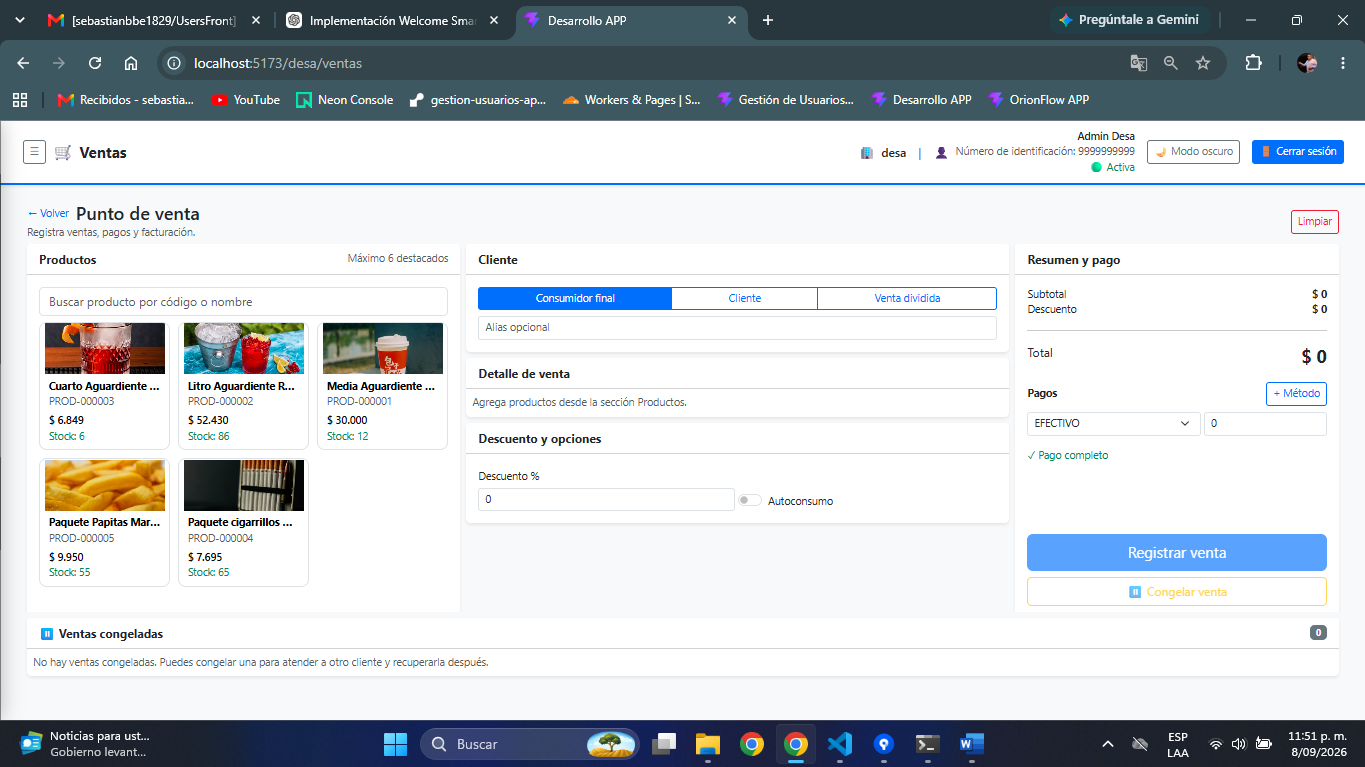 [sebastianbbe1829/UsersFront]
Implementación Welcome Smar
Desarrollo APP
Pregúntale a Gemini
localhost:5173/desa/ventas
Recibidos - sebastia...
YouTube
Neon Console
gestion-usuarios-ap...
Workers & Pages | S...
Gestión de Usuarios...
Desarrollo APP
OrionFlow APP
Ventas
desa
|
Admin Desa
Número de identificación: 9999999999
Activa
Modo oscuro
Cerrar sesión
← Volver Punto de venta
Registra ventas, pagos y facturación.
Limpiar
Productos
Máximo 6 destacados
Buscar producto por código o nombre
Cuarto Aguardiente ...
PROD-000003
$ 6.849
Stock: 6
Litro Aguardiente R...
PROD-000002
$ 52.430
Stock: 86
Media Aguardiente ...
PROD-000001
$ 30.000
Stock: 12
Paquete Papitas Mar...
PROD-000005
$ 9.950
Stock: 55
Paquete cigarrillos ...
PROD-000004
$ 7.695
Stock: 65
Cliente
Consumidor final
Cliente
Venta dividida
Alias opcional
Detalle de venta
Agrega productos desde la sección Productos.
Descuento y opciones
Descuento %
0
Autoconsumo
Resumen y pago
Subtotal $ 0
Descuento $ 0
Total $ 0
Pagos
+ Método
EFECTIVO
0
✓ Pago completo
Registrar venta
Congelar venta
Ventas congeladas
0
No hay ventas congeladas. Puedes congelar una para atender a otro cliente y recuperarla después.
Noticias para ust...
Gobierno levant...
Buscar
ESP
LAA
11:51 p. m.
8/09/2026